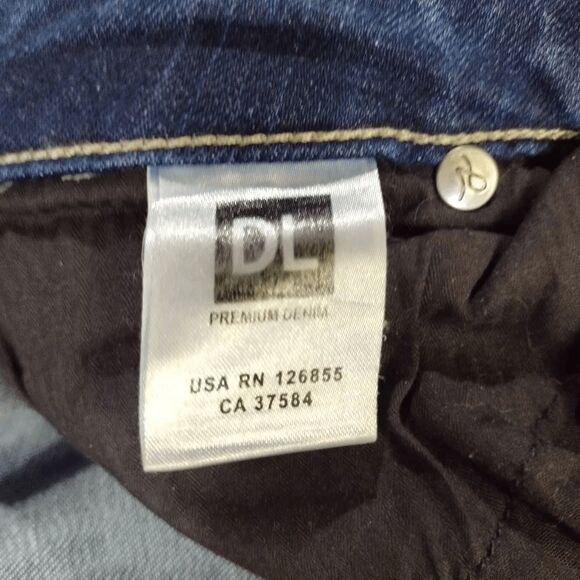 DL
PREMIUM DENIM
USA RN 126855
CA 37584